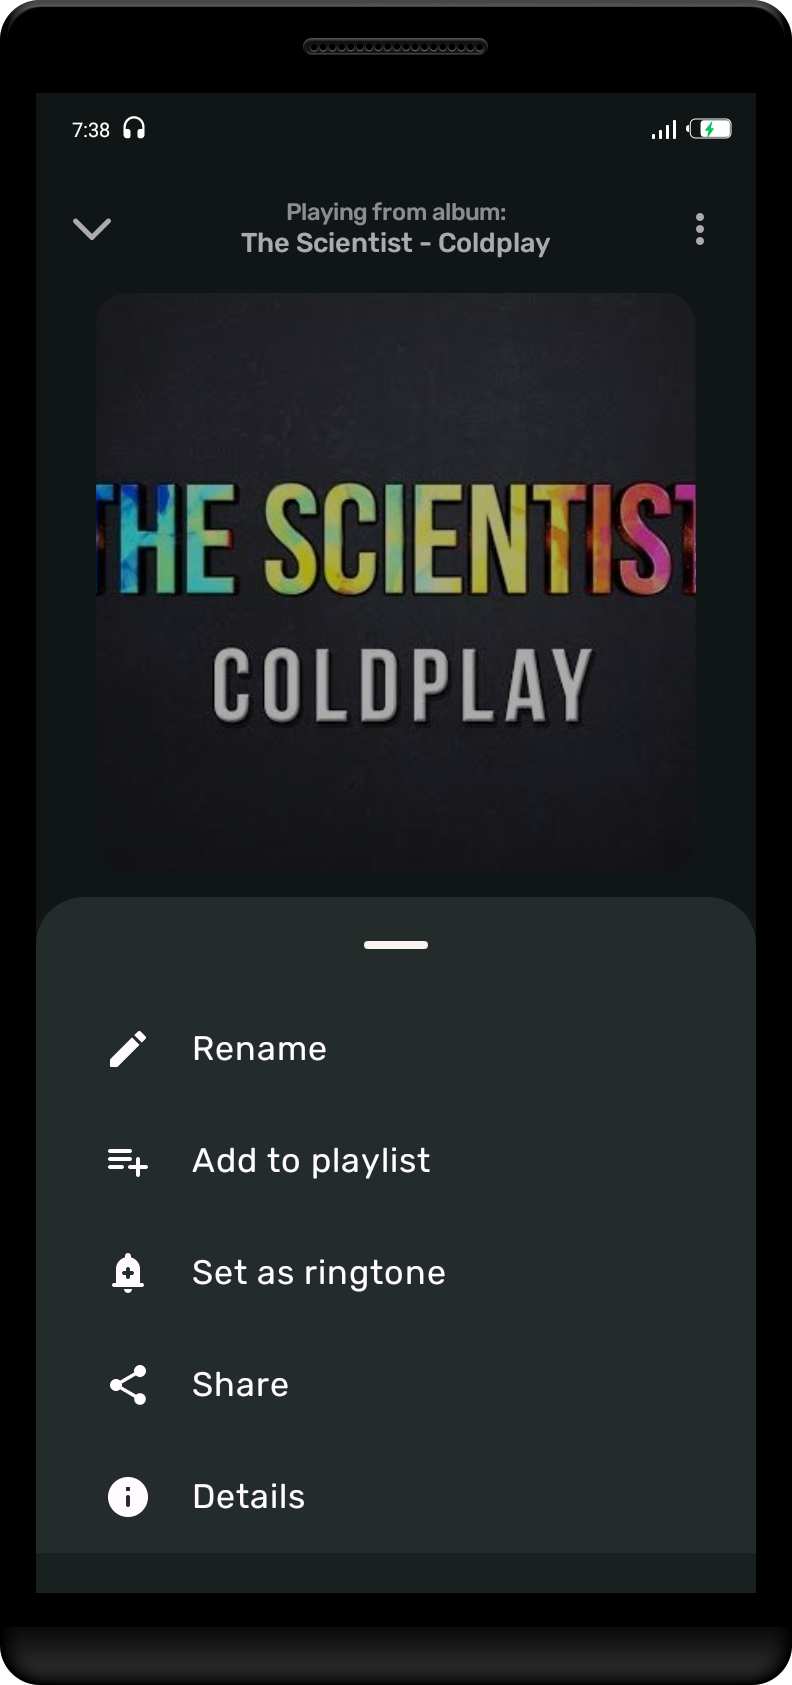 7:38
Playing from album:
The Scientist - Coldplay
THE SCIENTIST
COLDPLAY
Rename
Add to playlist
Set as ringtone
Share
Details